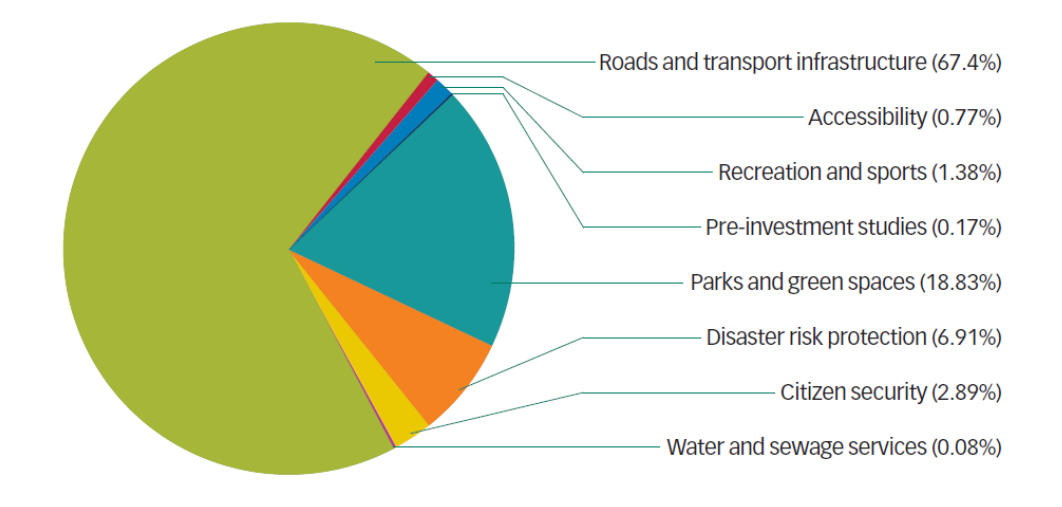 Roads and transport infrastructure (67.4%)
Accessibility (0.77%)
Recreation and sports (1.38%)
Pre-investment studies (0.17%)
Parks and green spaces (18.83%)
Disaster risk protection (6.91%)
Citizen security (2.89%)
Water and sewage services (0.08%)